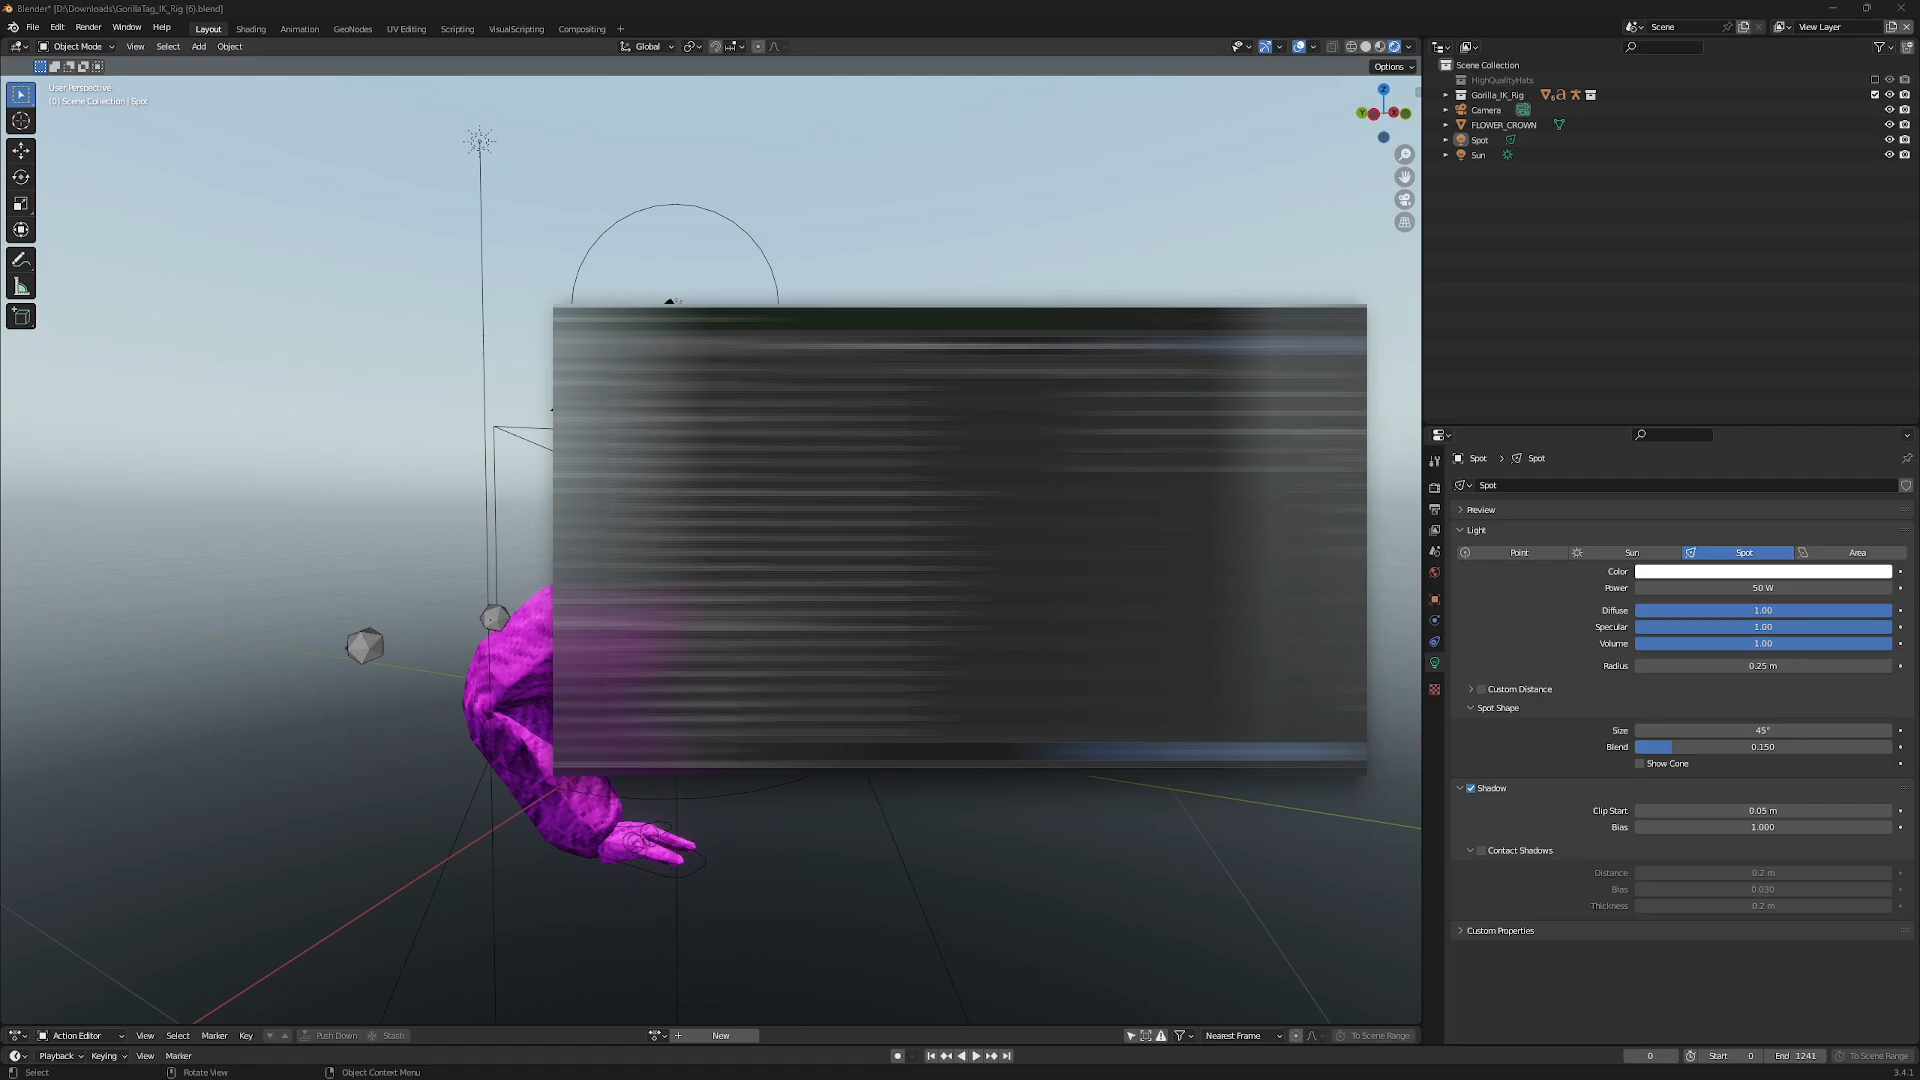 Blender* [D:\Downloads\GorillaTag_IK_Rig (6).blend]
File Edit Render Window Help Layout Shading Animation GeoNodes UV Editing Scripting VisualScripting Compositing + Scene View Layer
Object Mode View Select Add Object Global
Options
User Perspective
(0) Scene Collection | Spot
Z
Y
X
Scene Collection
HighQualityHats
Gorilla_IK_Rig
Camera
FLOWER_CROWN
Spot
Sun
Spot > Spot
Spot
Preview
Light
Point Sun Spot Area
Color
Power 50 W
Diffuse 1.00
Specular 1.00
Volume 1.00
Radius 0.25 m
Custom Distance
Spot Shape
Size 45°
Blend 0.150
Show Cone
Shadow
Clip Start 0.05 m
Bias 1.000
Contact Shadows
Distance 0.2 m
Bias 0.030
Thickness 0.2 m
Custom Properties
Action Editor View Select Marker Key Push Down Stash + New Nearest Frame To Scene Range
Playback Keying View Marker 0 Start 0 End 1241 To Scene Range
Select Rotate View Object Context Menu 3.4.1